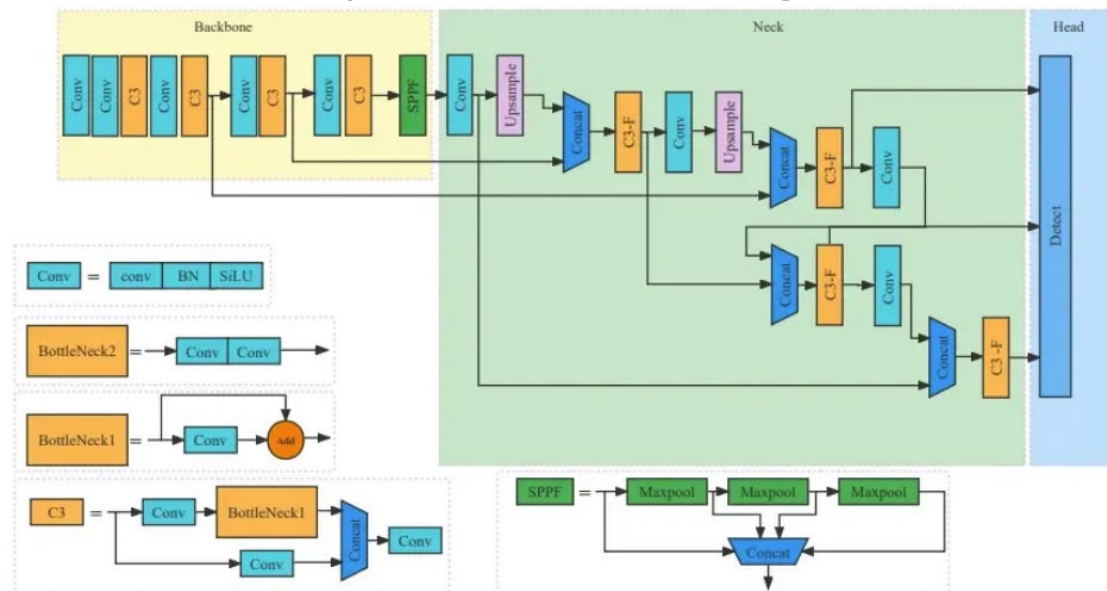 Backbone
Neck
Head
Conv
Conv
C3
Conv
C3
Conv
C3
Conv
C3
SPPF
Conv
Upsample
Concat
C3-F
Conv
Upsample
Concat
C3-F
Conv
Detect
Concat
C3-F
Conv
Concat
C3 -F
Conv = conv BN SiLU
BottleNeck2 = Conv Conv
BottleNeck1 = Conv Add
C3 = Conv BottleNeck1 Concat Conv
Conv
SPPF = Maxpool Maxpool Maxpool
Concat